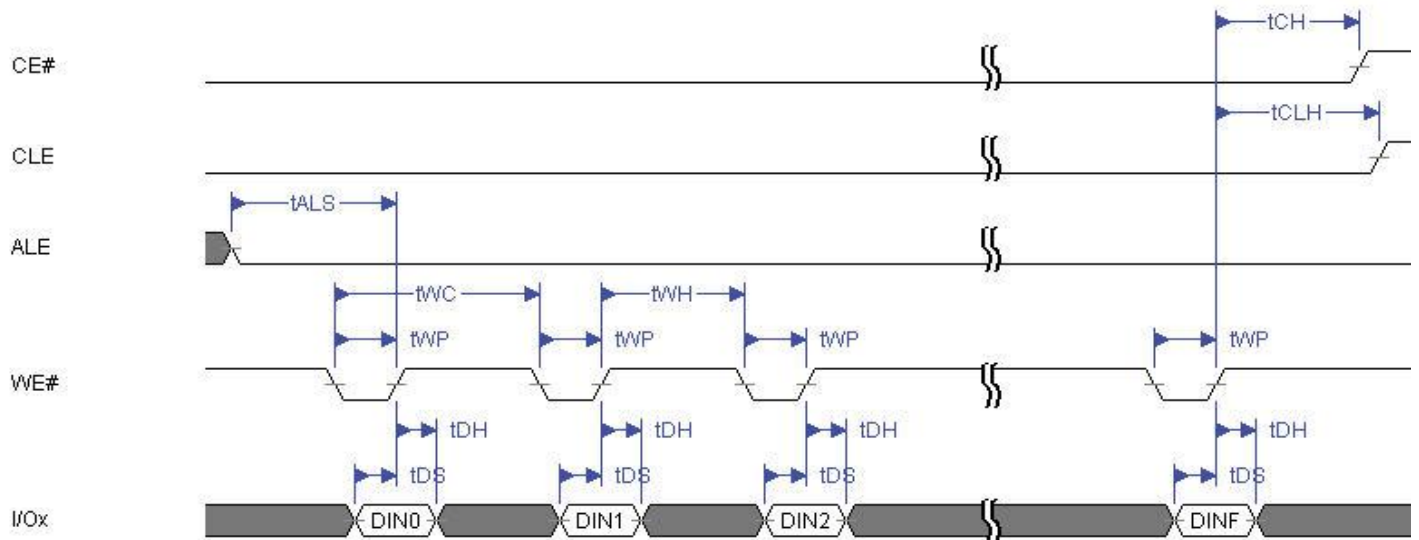 tCH
CE#
tCLH
CLE
tALS
ALE
tWC tWH
tWP tWP tWP tWP
WE#
tDH tDH tDH tDH
tDS tDS tDS tDS
I/Ox DIN0 DIN1 DIN2 DINF